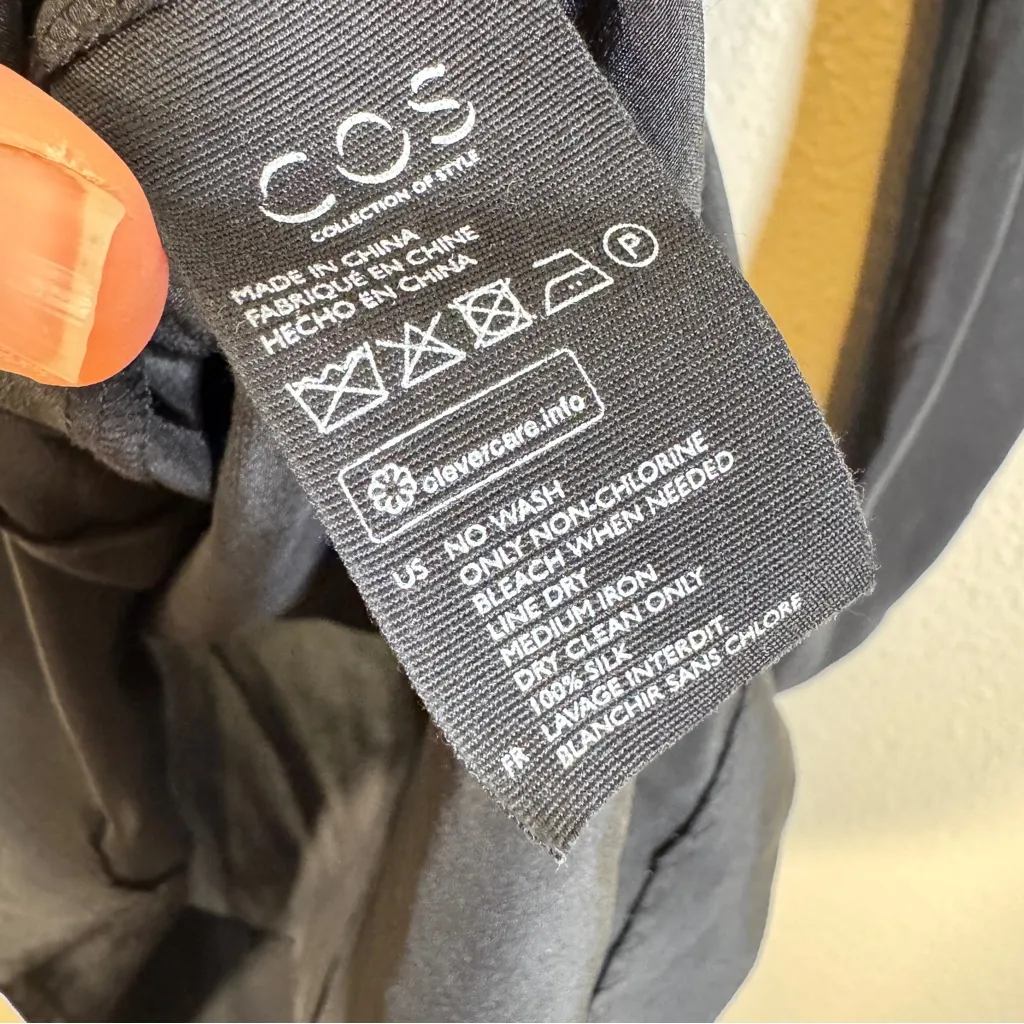 COS
COLLECTION OF STYLE
MADE IN CHINA
FABRIQUÉ EN CHINE
HECHO EN CHINA
P
clevercare.info
US NO WASH
ONLY NON-CHLORINE
BLEACH WHEN NEEDED
LINE DRY
MEDIUM IRON
DRY CLEAN ONLY
100% SILK
FR LAVAGE INTERDIT
BLANCHIR SANS CHLORE